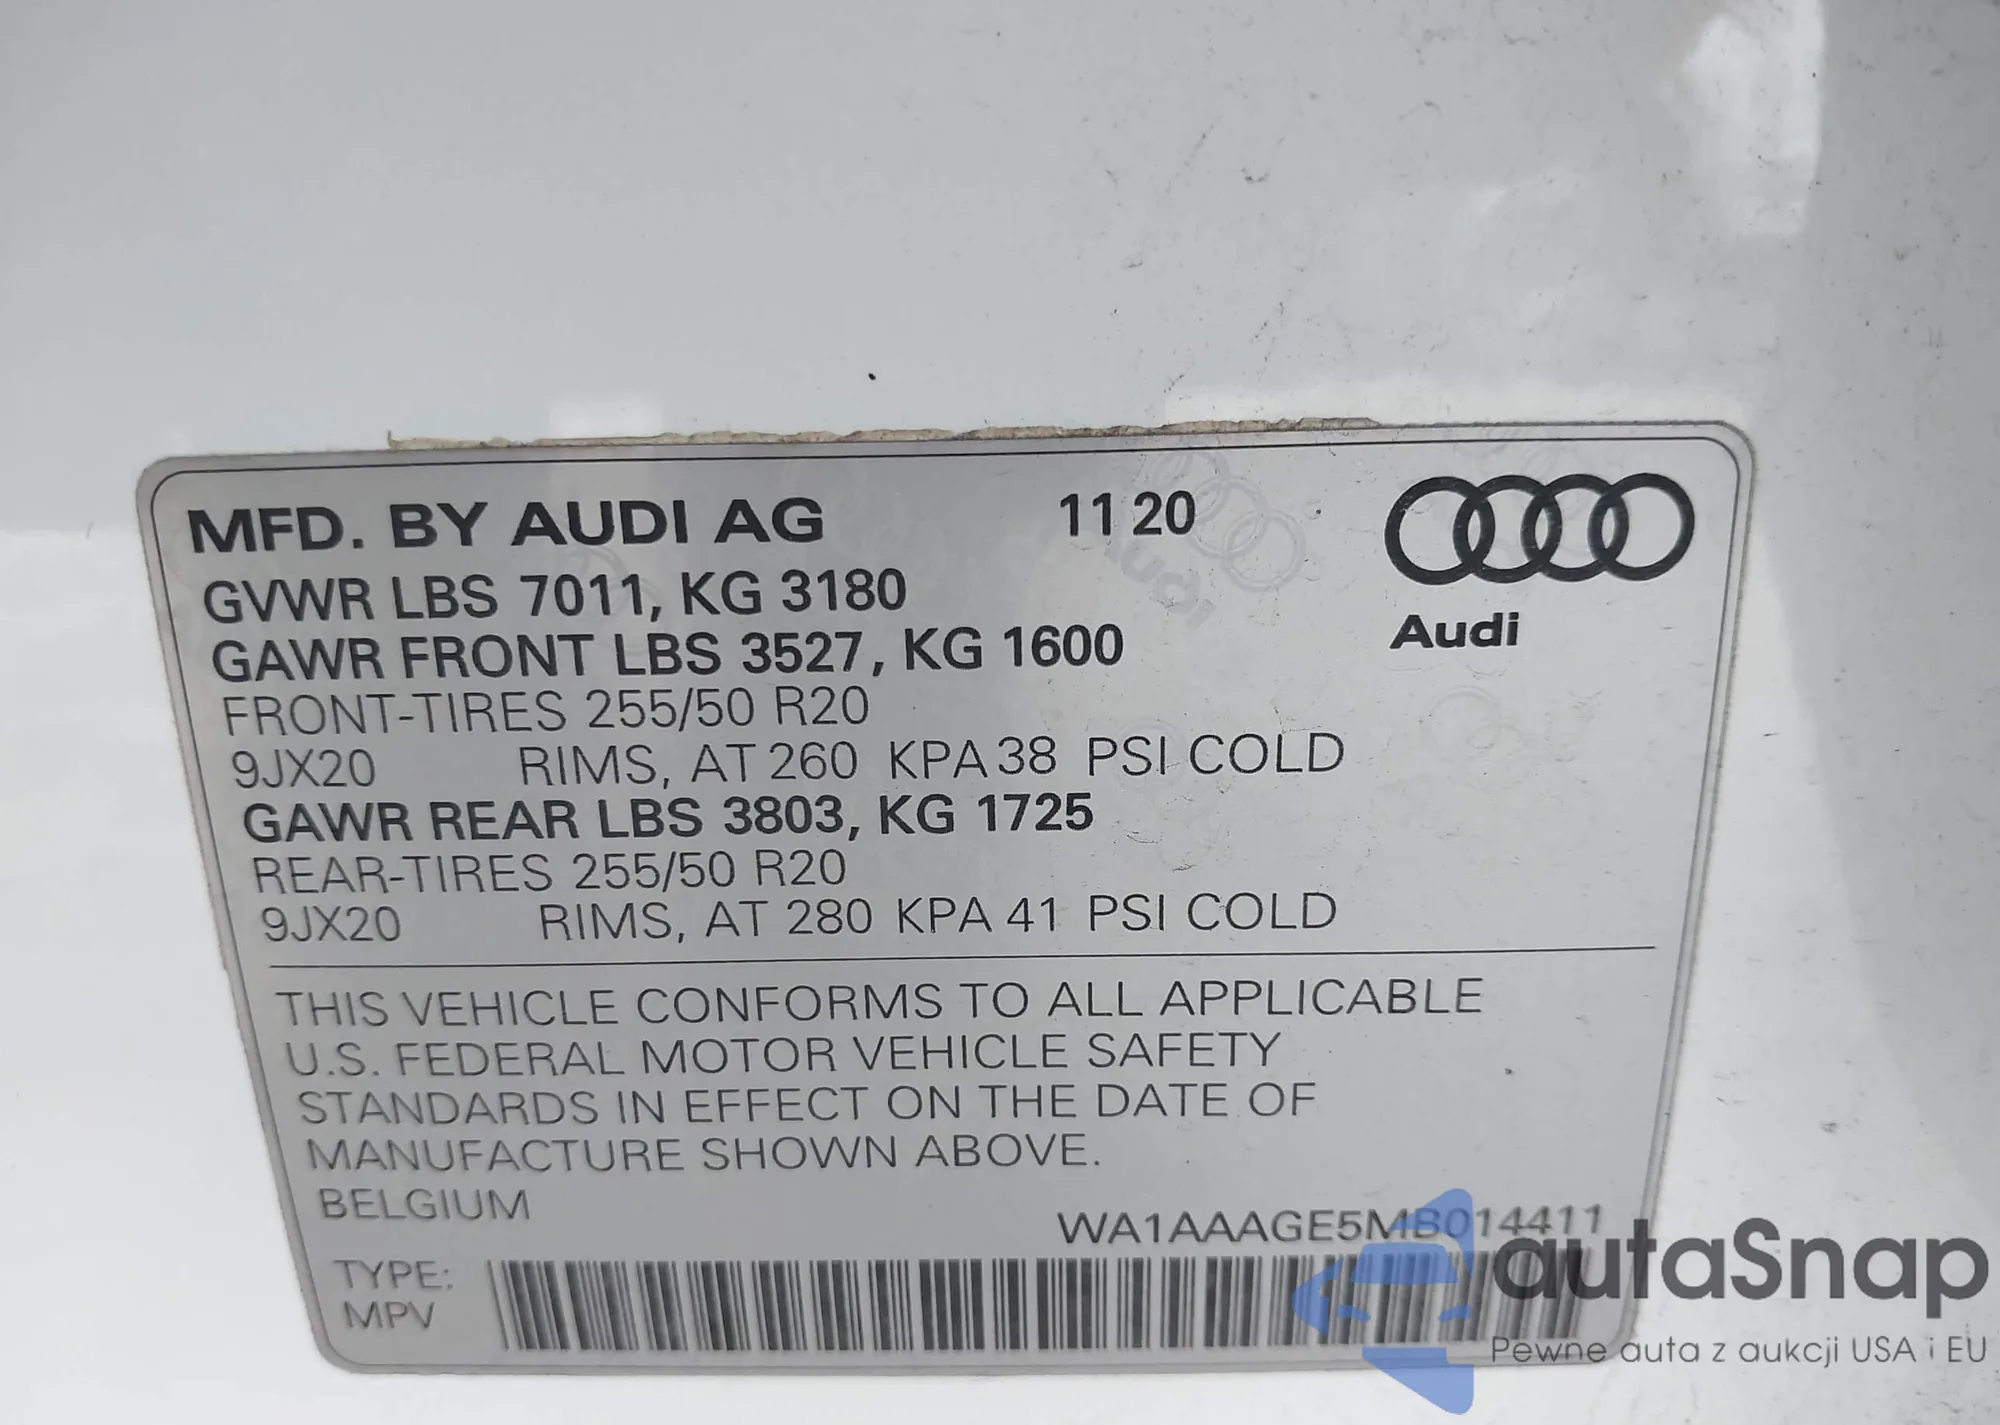 MFD. BY AUDI AG 11 20
GVWR LBS 7011, KG 3180
GAWR FRONT LBS 3527, KG 1600
Audi
FRONT-TIRES 255/50 R20
9JX20 RIMS, AT 260 KPA 38 PSI COLD
GAWR REAR LBS 3803, KG 1725
REAR-TIRES 255/50 R20
9JX20 RIMS, AT 280 KPA 41 PSI COLD
THIS VEHICLE CONFORMS TO ALL APPLICABLE
U.S. FEDERAL MOTOR VEHICLE SAFETY
STANDARDS IN EFFECT ON THE DATE OF
MANUFACTURE SHOWN ABOVE.
BELGIUM
WA1AAAGE5MB014411
TYPE:
MPV
autaSnap
Pewne auta z aukcji USA i EU